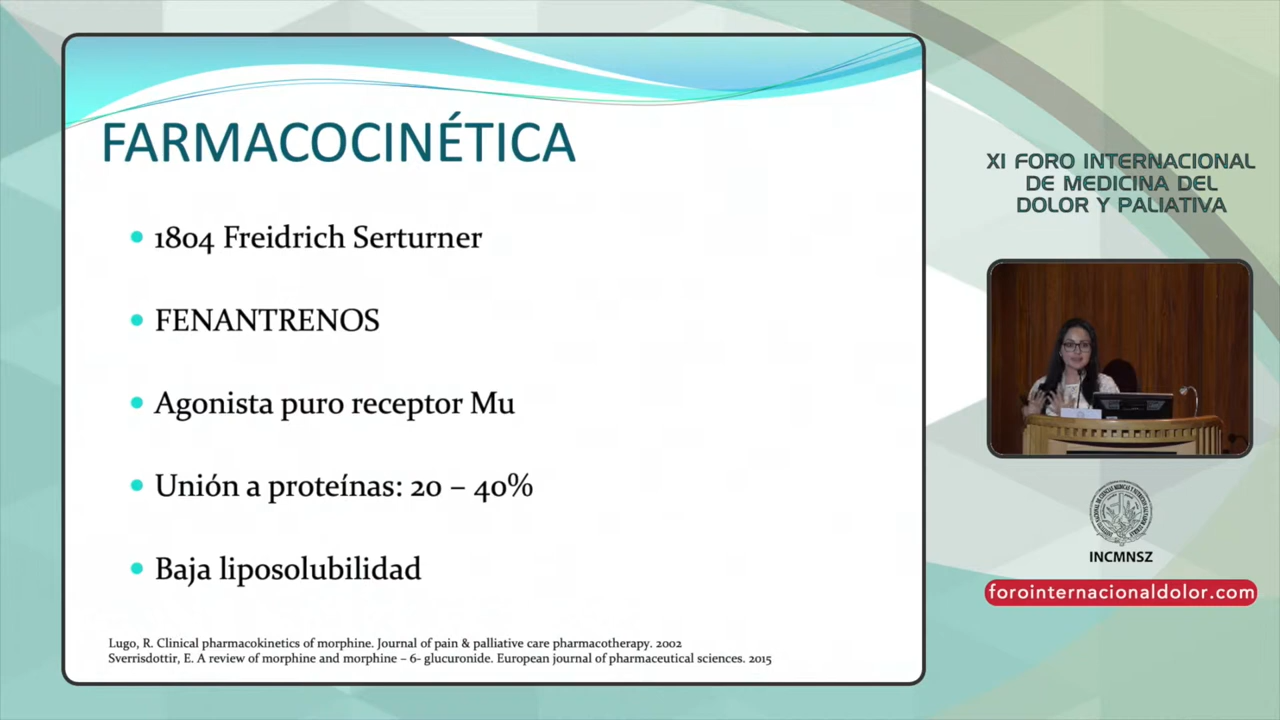 FARMACOCINÉTICA
1804 Freidrich Serturner
FENANTRENOS
Agonista puro receptor Mu
Unión a proteínas: 20 – 40%
Baja liposolubilidad
Lugo, R. Clinical pharmacokinetics of morphine. Journal of pain & palliative care pharmacotherapy. 2002
Sverrisdottir, E. A review of morphine and morphine – 6- glucuronide. European journal of pharmaceutical sciences. 2015
XI FORO INTERNACIONAL
DE MEDICINA DEL
DOLOR Y PALIATIVA
INCMNSZ
forointernacionaldolor.com